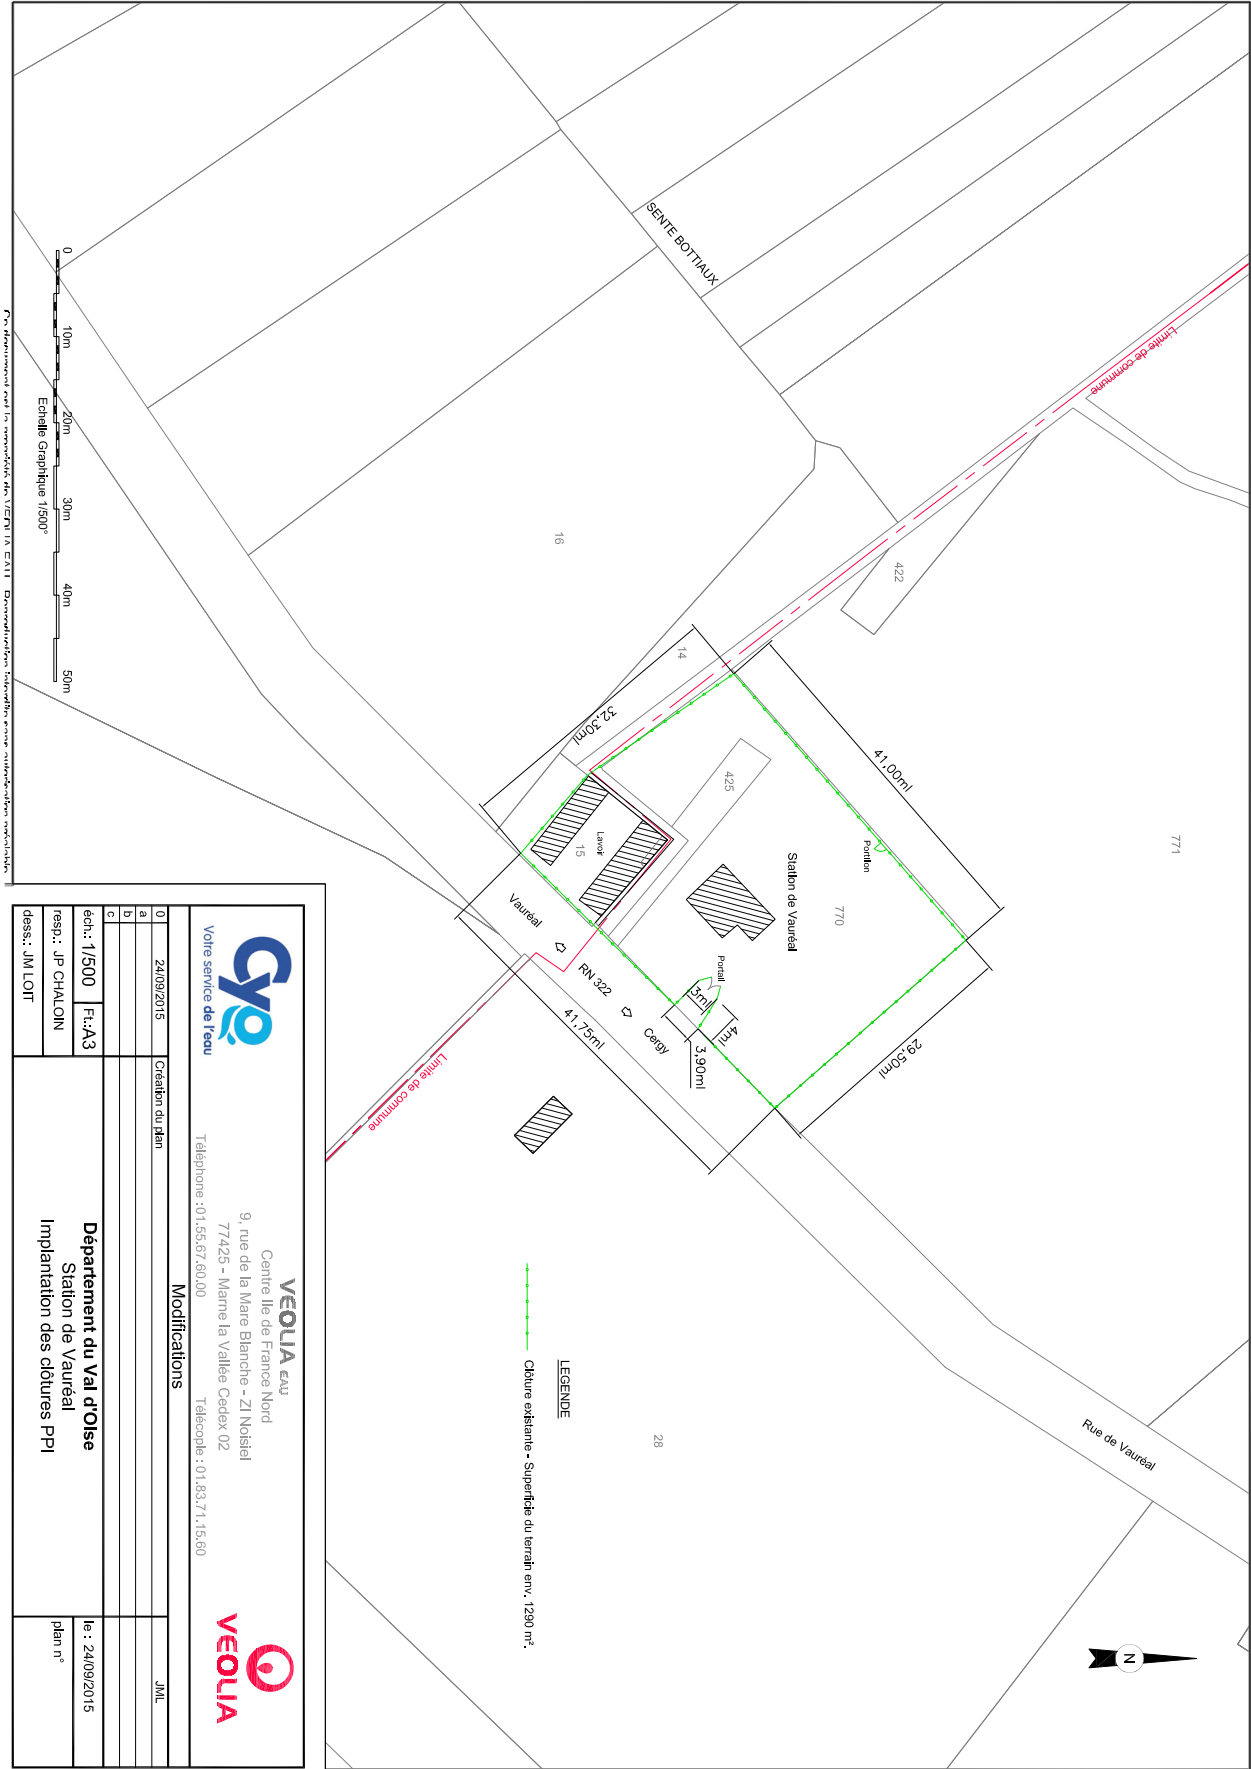 SENTE BOTTIAUX
Limite de commune
422
16
14
771
41,00ml
32,30ml
425
Portillon
Station de Vauréal
770
Lavoir
15
Portail
3ml
4ml
3,90ml
29,50ml
Vauréal
RN 322
Cergy
41,75ml
Limite de commune
Rue de Vauréal
28
N
0 10m 20m 30m 40m 50m
Echelle Graphique 1/500°
LEGENDE
Clôture existante - Superficie du terrain env. 1290 m².
cyo
Votre service de l'eau
VEOLIA EAU
Centre Ile de France Nord
9, rue de la Mare Blanche - ZI Noisiel
77425 - Marne la Vallée Cedex 02
Téléphone : 01.55.67.60.00 Télécopie : 01.83.71.15.60
VEOLIA
Modifications
0 24/09/2015 Création du plan JML
a
b
c
éch.: 1/500 Ft.:A3
resp.: JP CHALOIN
dess.: JM LOIT
Département du Val d'Oise
Station de Vauréal
Implantation des clôtures PPI
le : 24/09/2015
plan n°